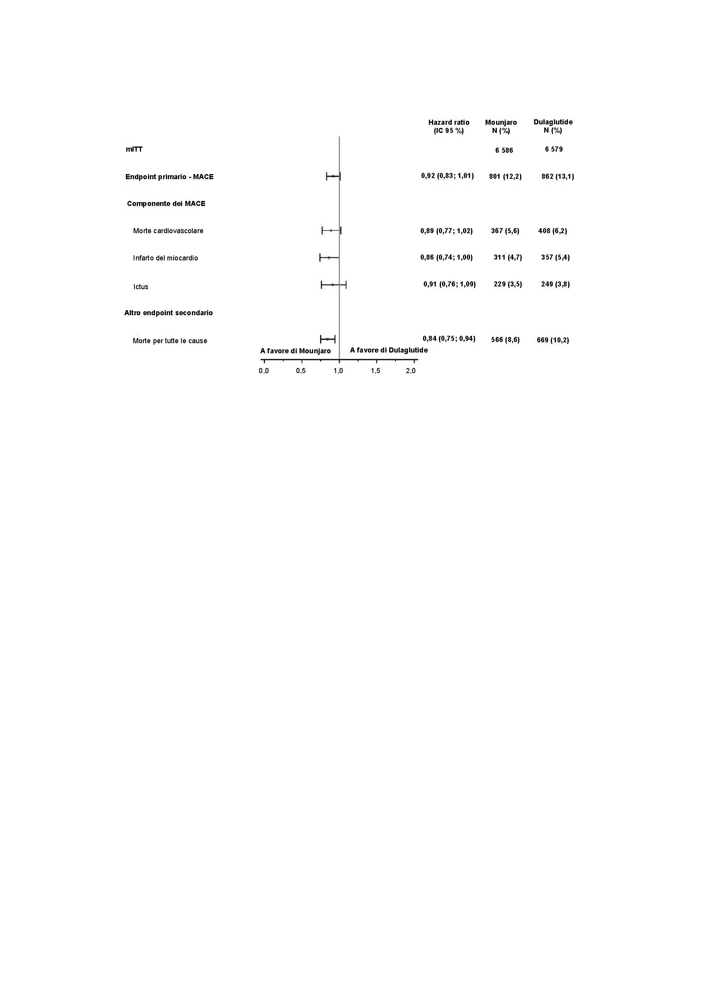 Hazard ratio Mounjaro Dulaglutide
(IC 95 %) N (%) N (%)
mITT 6 586 6 579
Endpoint primario - MACE 0,92 (0,83; 1,01) 801 (12,2) 862 (13,1)
Componente dei MACE
Morte cardiovascolare 0,89 (0,77; 1,02) 367 (5,6) 408 (6,2)
Infarto del miocardio 0,86 (0,74; 1,00) 311 (4,7) 357 (5,4)
Ictus 0,91 (0,76; 1,09) 229 (3,5) 249 (3,8)
Altro endpoint secondario
Morte per tutte le cause 0,84 (0,75; 0,94) 566 (8,6) 669 (10,2)
A favore di Mounjaro A favore di Dulaglutide
0,0 0,5 1,0 1,5 2,0